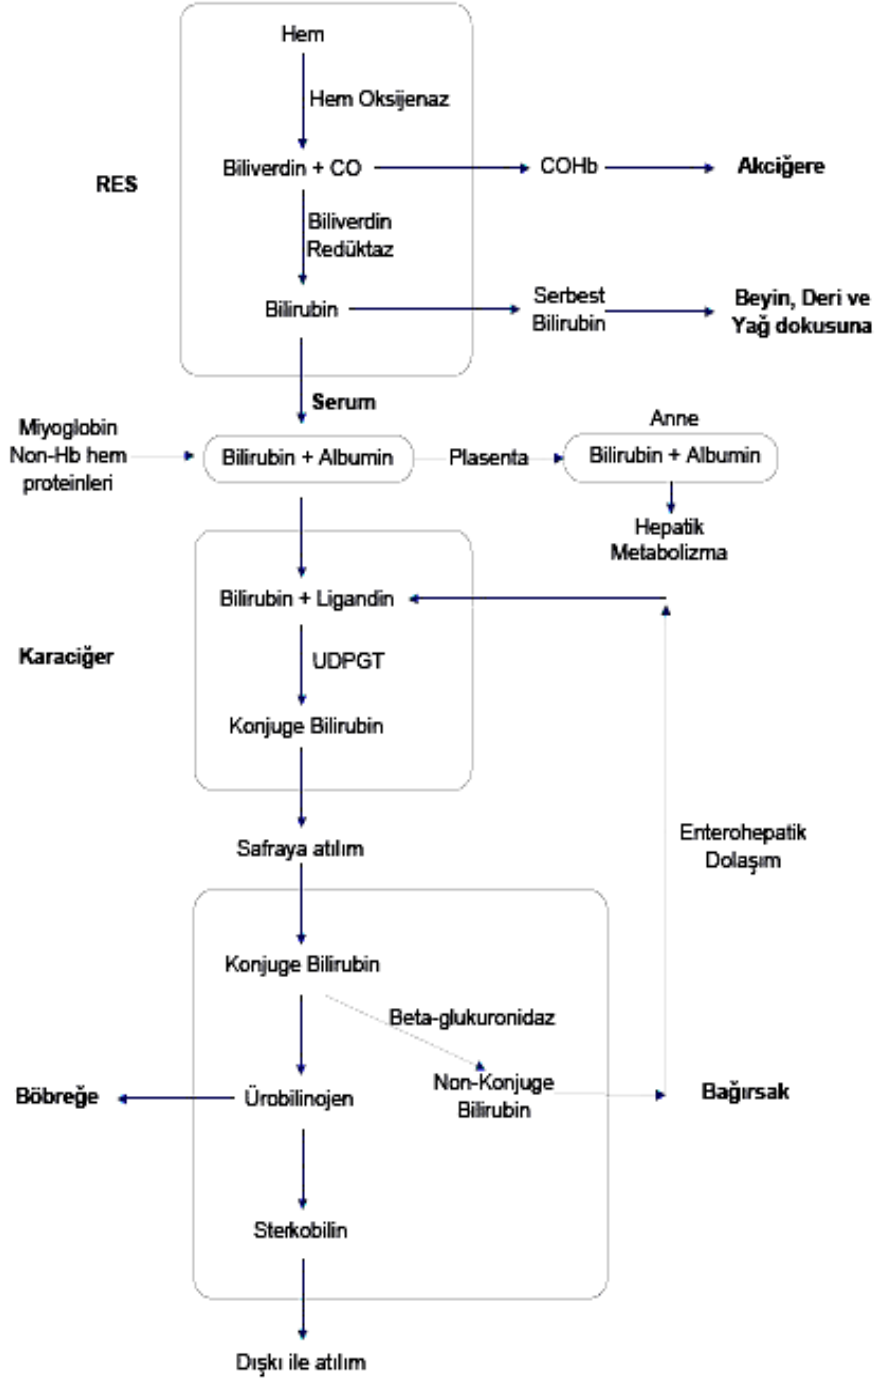 Hem
Hem Oksijenaz
RES
Biliverdin + CO
COHb
Akciğere
Biliverdin
Redüktaz
Bilirubin
Serbest
Bilirubin
Beyin, Deri ve
Yağ dokusuna
Serum
Miyoglobin
Non-Hb hem
proteinleri
Bilirubin + Albumin
Plasenta
Anne
Bilirubin + Albumin
Hepatik
Metabolizma
Bilirubin + Ligandin
Karaciğer
UDPGT
Konjuge Bilirubin
Safraya atılım
Enterohepatik
Dolaşım
Konjuge Bilirubin
Beta-glukuronidaz
Böbreğe
Ürobilinojen
Non-Konjuge
Bilirubin
Bağırsak
Sterkobilin
Dışkı ile atılım